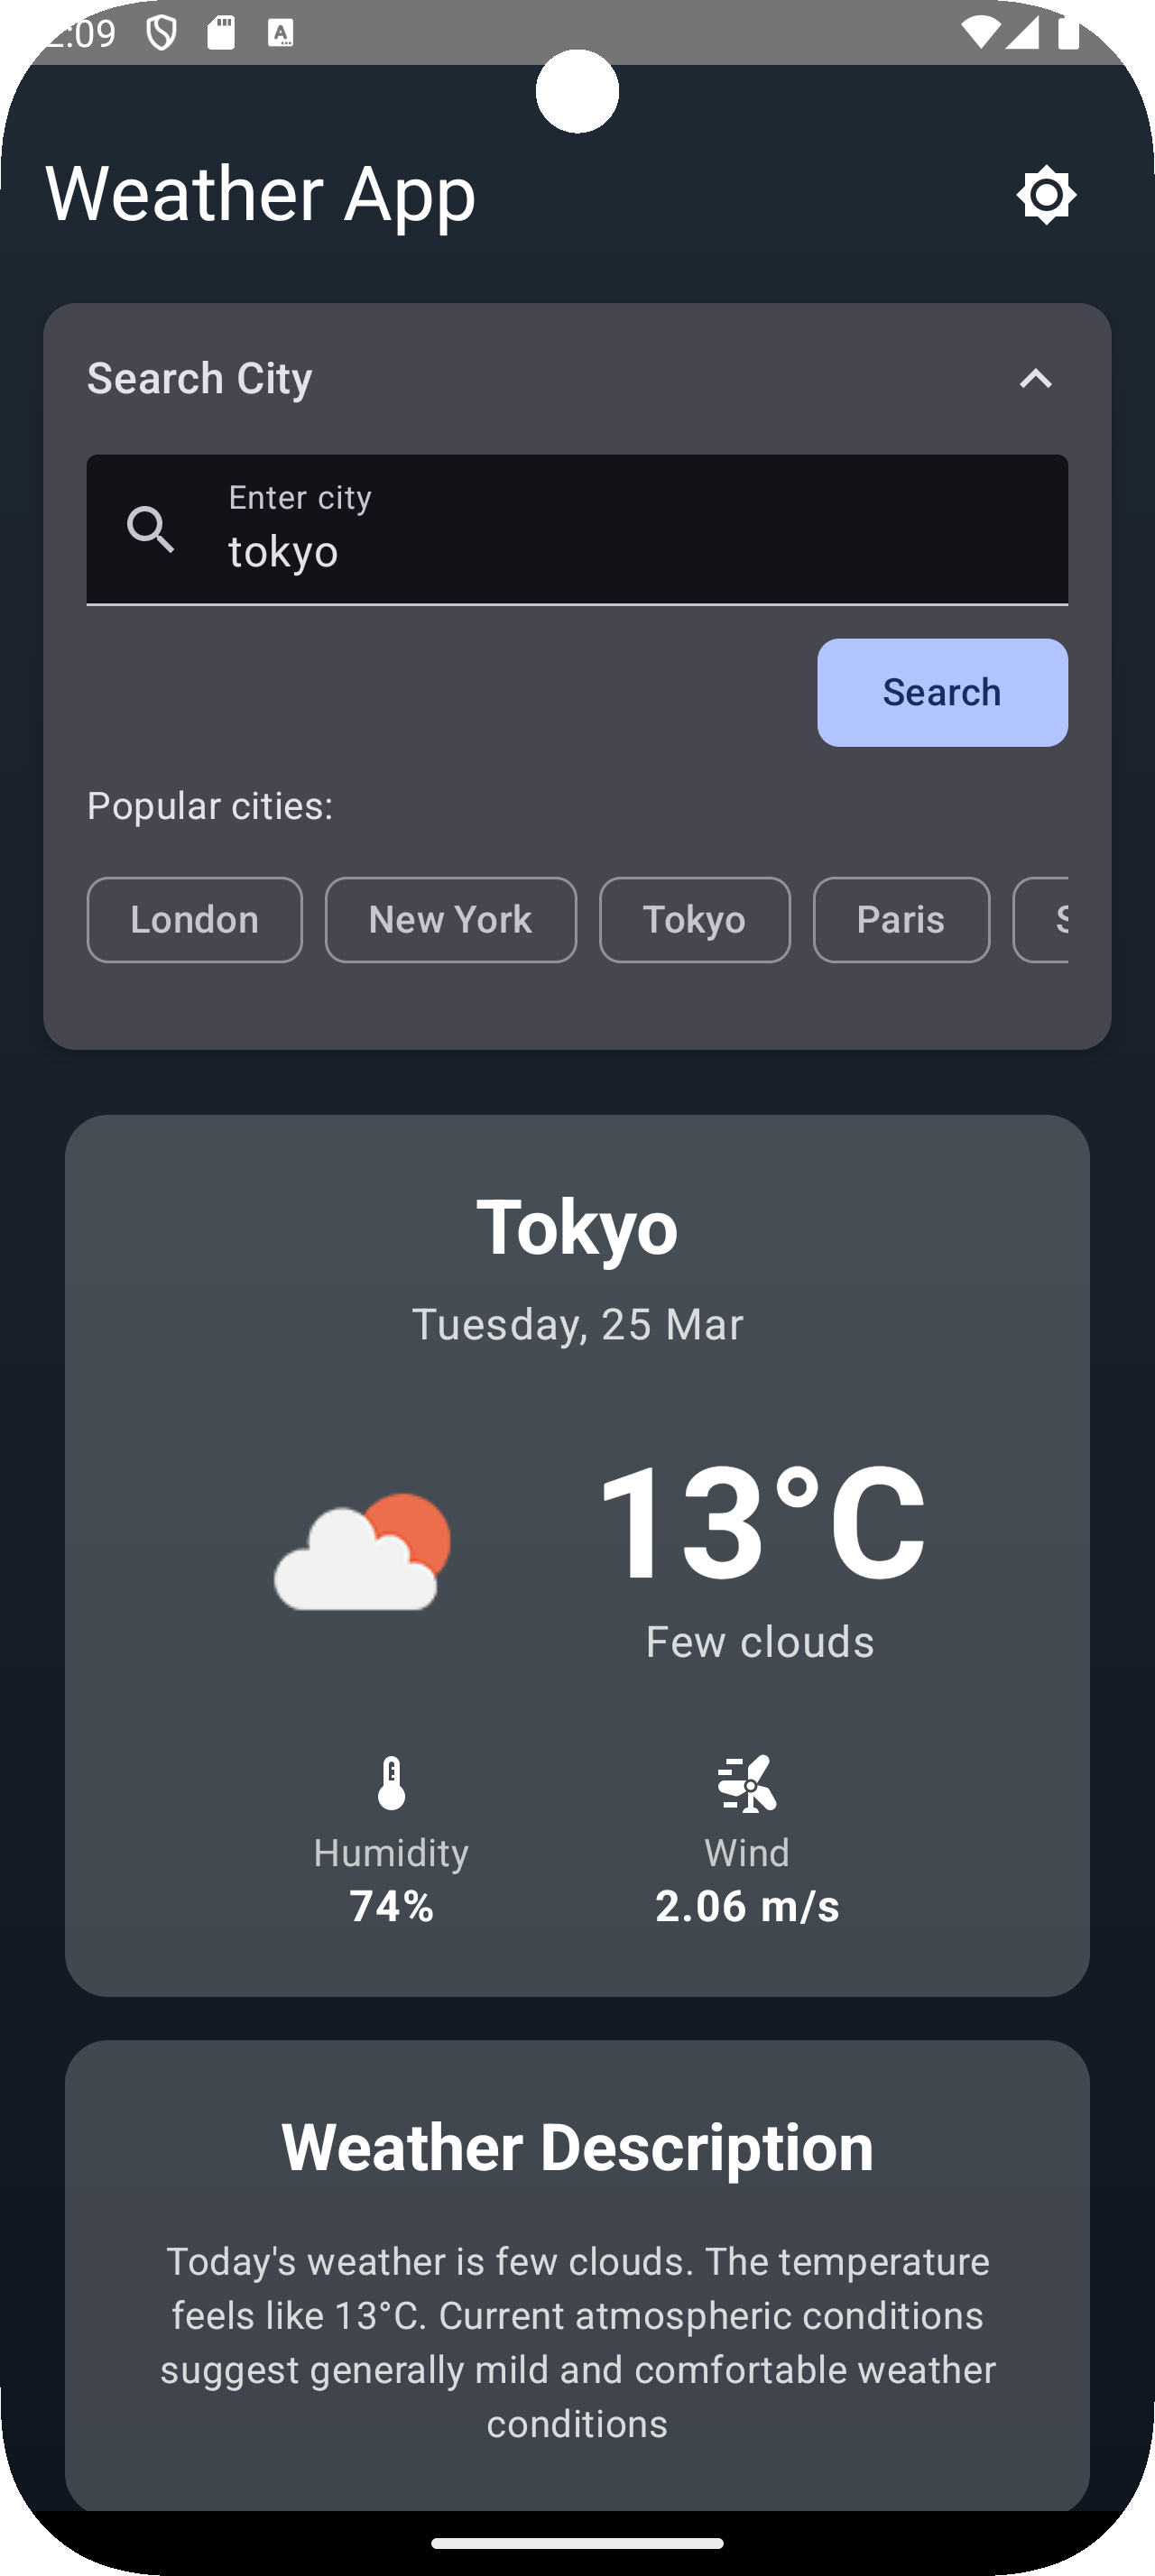 :09
Weather App
Search City
Enter city
tokyo
Search
Popular cities:
London New York Tokyo Paris
Tokyo
Tuesday, 25 Mar
13°C
Few clouds
Humidity Wind
74% 2.06 m/s
Weather Description
Today's weather is few clouds. The temperature
feels like 13°C. Current atmospheric conditions
suggest generally mild and comfortable weather
conditions